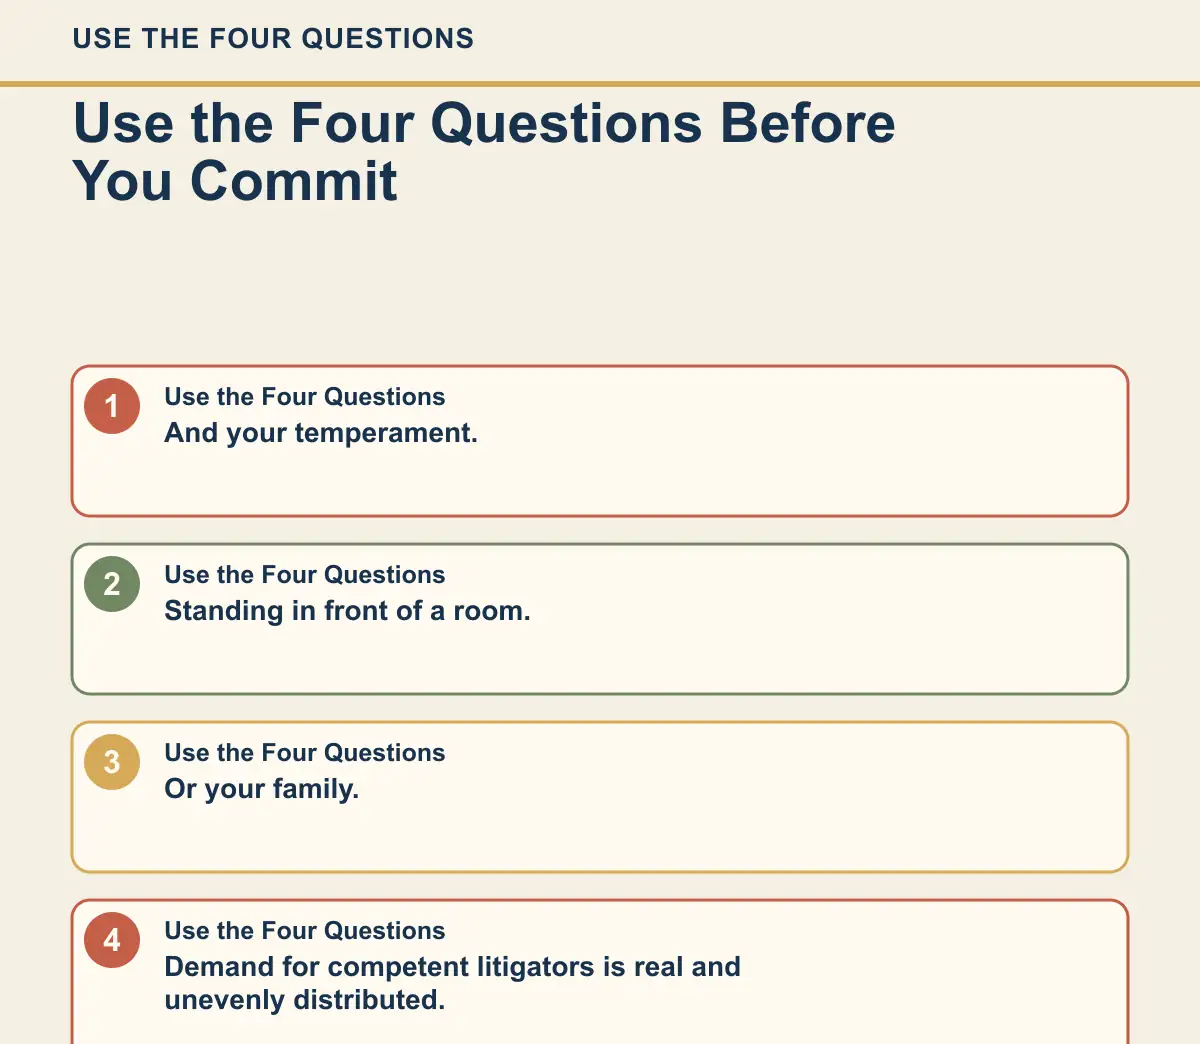 USE THE FOUR QUESTIONS
Use the Four Questions Before
You Commit
1
Use the Four Questions
And your temperament.
2
Use the Four Questions
Standing in front of a room.
3
Use the Four Questions
Or your family.
4
Use the Four Questions
Demand for competent litigators is real and
unevenly distributed.